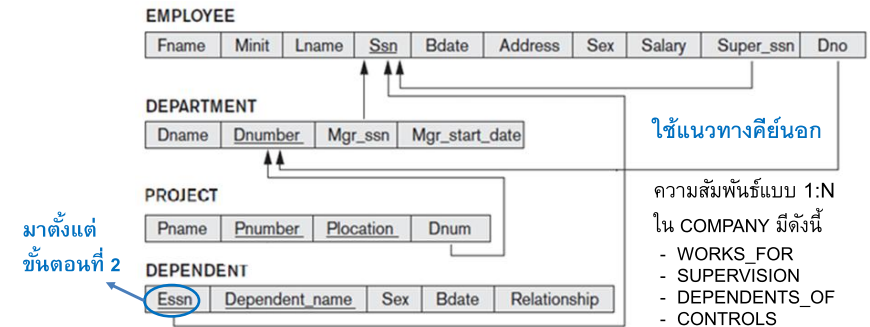 EMPLOYEE
Fname Minit Lname Ssn Bdate Address Sex Salary Super_ssn Dno
DEPARTMENT
Dname Dnumber Mgr_ssn Mgr_start_date
ใช้แนวทางคีย์นอก
PROJECT
Pname Pnumber Plocation Dnum
ความสัมพันธ์แบบ 1:N
ใน COMPANY มีดังนี้
- WORKS_FOR
- SUPERVISION
- DEPENDENTS_OF
- CONTROLS
มาตั้งแต่
ขั้นตอนที่ 2
DEPENDENT
Essn Dependent_name Sex Bdate Relationship